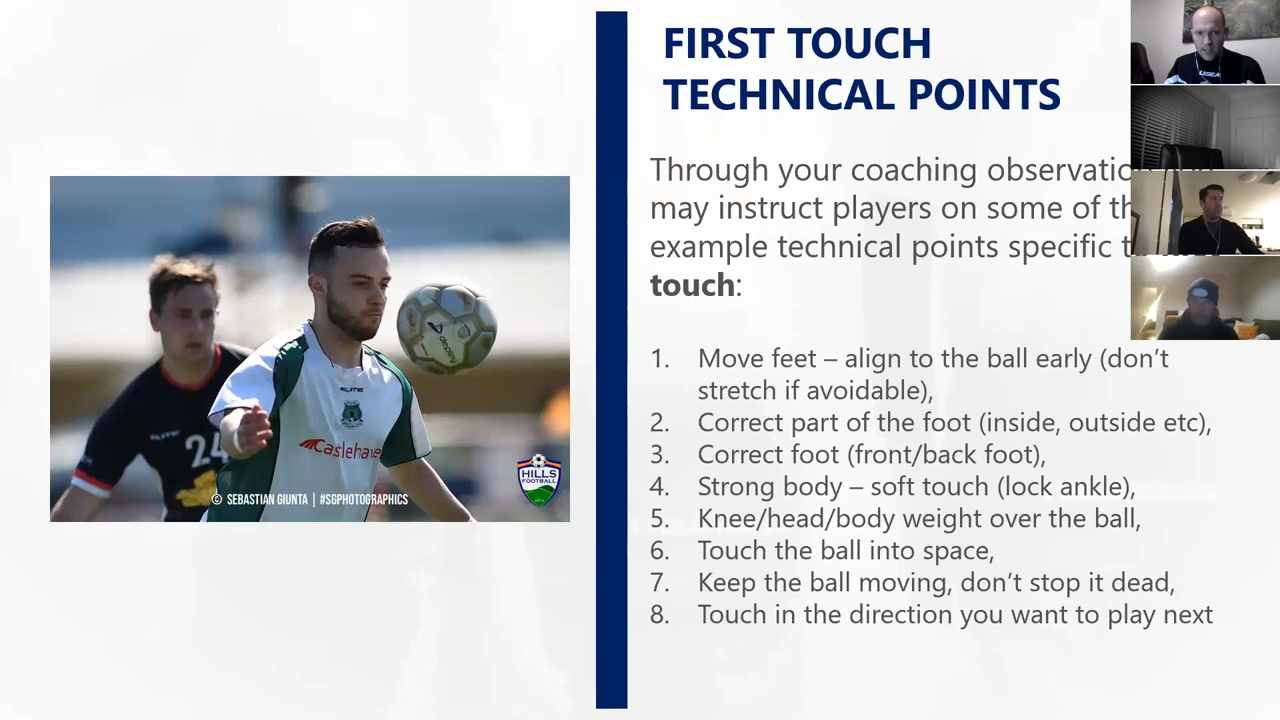 FIRST TOUCH
TECHNICAL POINTS
Through your coaching
may instruct players on some of
example technical points specific
touch:
1. Move feet – align to the ball early (don’t
stretch if avoidable),
2. Correct part of the foot (inside, outside etc),
3. Correct foot (front/back foot),
4. Strong body – soft touch (lock ankle),
5. Knee/head/body weight over the ball,
6. Touch the ball into space,
7. Keep the ball moving, don’t stop it dead,
8. Touch in the direction you want to play next
24
HILLS
FOOTBALL
© SEBASTIAN GIUNTA | #SGPHOTOGRAPHICS